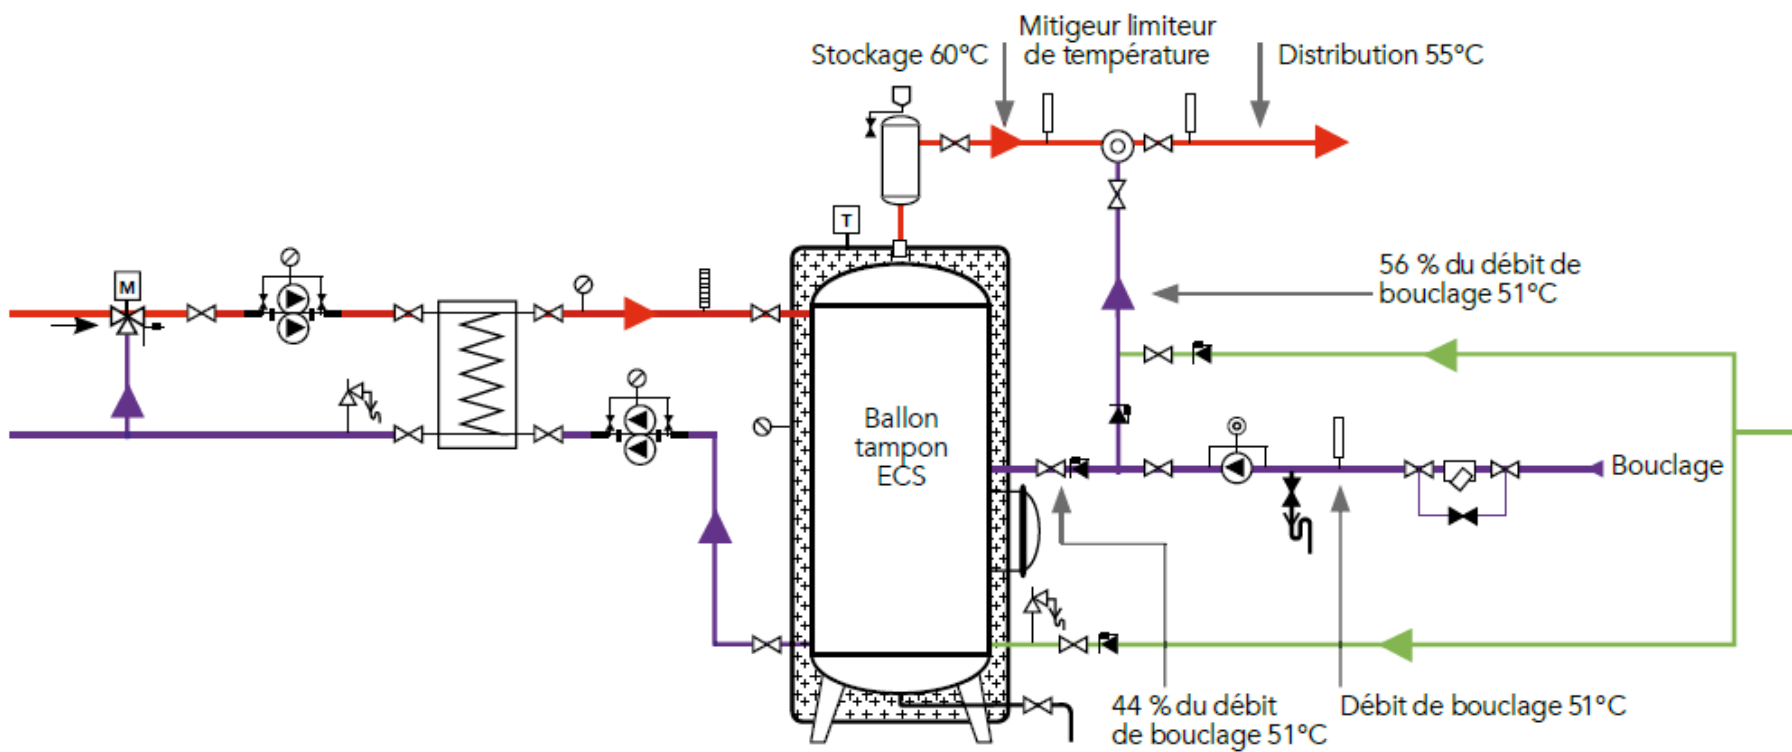 Mitigeur limiteur
de température
Stockage 60°C
Distribution 55°C
T
M
56 % du débit de
bouclage 51°C
Ballon
tampon
ECS
Bouclage
44 % du débit
de bouclage 51°C
Débit de bouclage 51°C